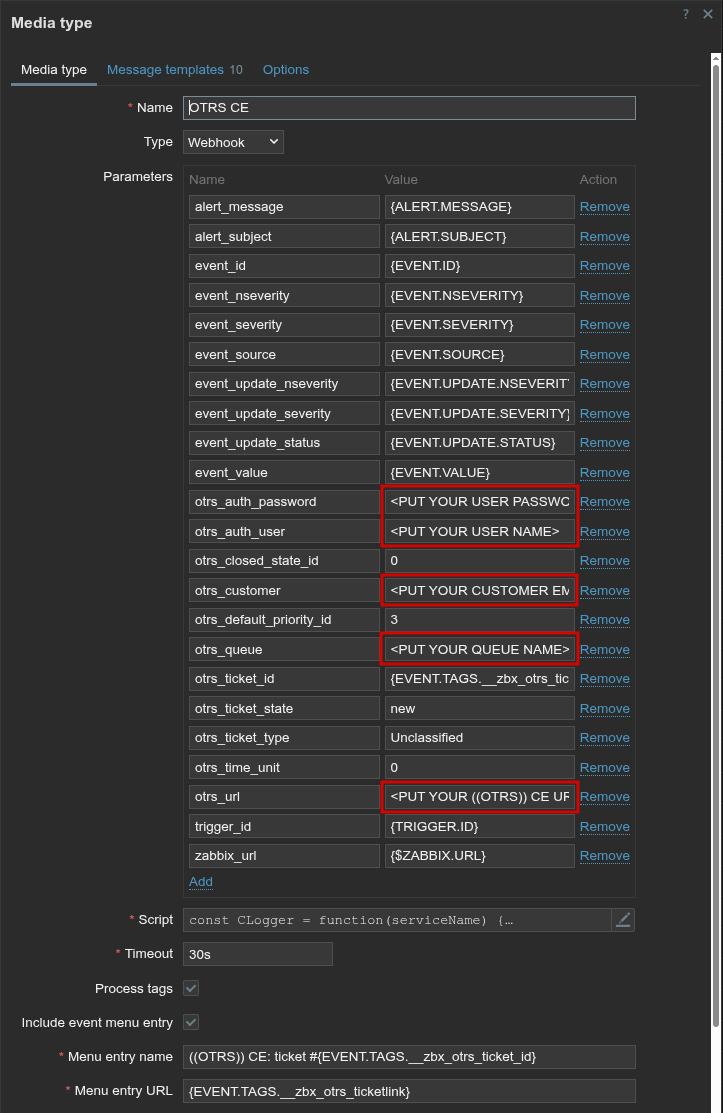 Media type
? ×
Media type Message templates 10 Options
* Name OTRS CE
Type Webhook
Parameters Name Value Action
alert_message {ALERT.MESSAGE} Remove
alert_subject {ALERT.SUBJECT} Remove
event_id {EVENT.ID} Remove
event_nseverity {EVENT.NSEVERITY} Remove
event_severity {EVENT.SEVERITY} Remove
event_source {EVENT.SOURCE} Remove
event_update_nseverity {EVENT.UPDATE.NSEVERIT Remove
event_update_severity {EVENT.UPDATE.SEVERITY} Remove
event_update_status {EVENT.UPDATE.STATUS} Remove
event_value {EVENT.VALUE} Remove
otrs_auth_password <PUT YOUR USER PASSWO Remove
otrs_auth_user <PUT YOUR USER NAME> Remove
otrs_closed_state_id 0 Remove
otrs_customer <PUT YOUR CUSTOMER EM Remove
otrs_default_priority_id 3 Remove
otrs_queue <PUT YOUR QUEUE NAME> Remove
otrs_ticket_id {EVENT.TAGS.__zbx_otrs_tic Remove
otrs_ticket_state new Remove
otrs_ticket_type Unclassified Remove
otrs_time_unit 0 Remove
otrs_url <PUT YOUR ((OTRS)) CE UR Remove
trigger_id {TRIGGER.ID} Remove
zabbix_url {$ZABBIX.URL} Remove
Add
* Script const CLogger = function(serviceName) {…
* Timeout 30s
Process tags
Include event menu entry
* Menu entry name ((OTRS)) CE: ticket #{EVENT.TAGS.__zbx_otrs_ticket_id}
* Menu entry URL {EVENT.TAGS.__zbx_otrs_ticketlink}